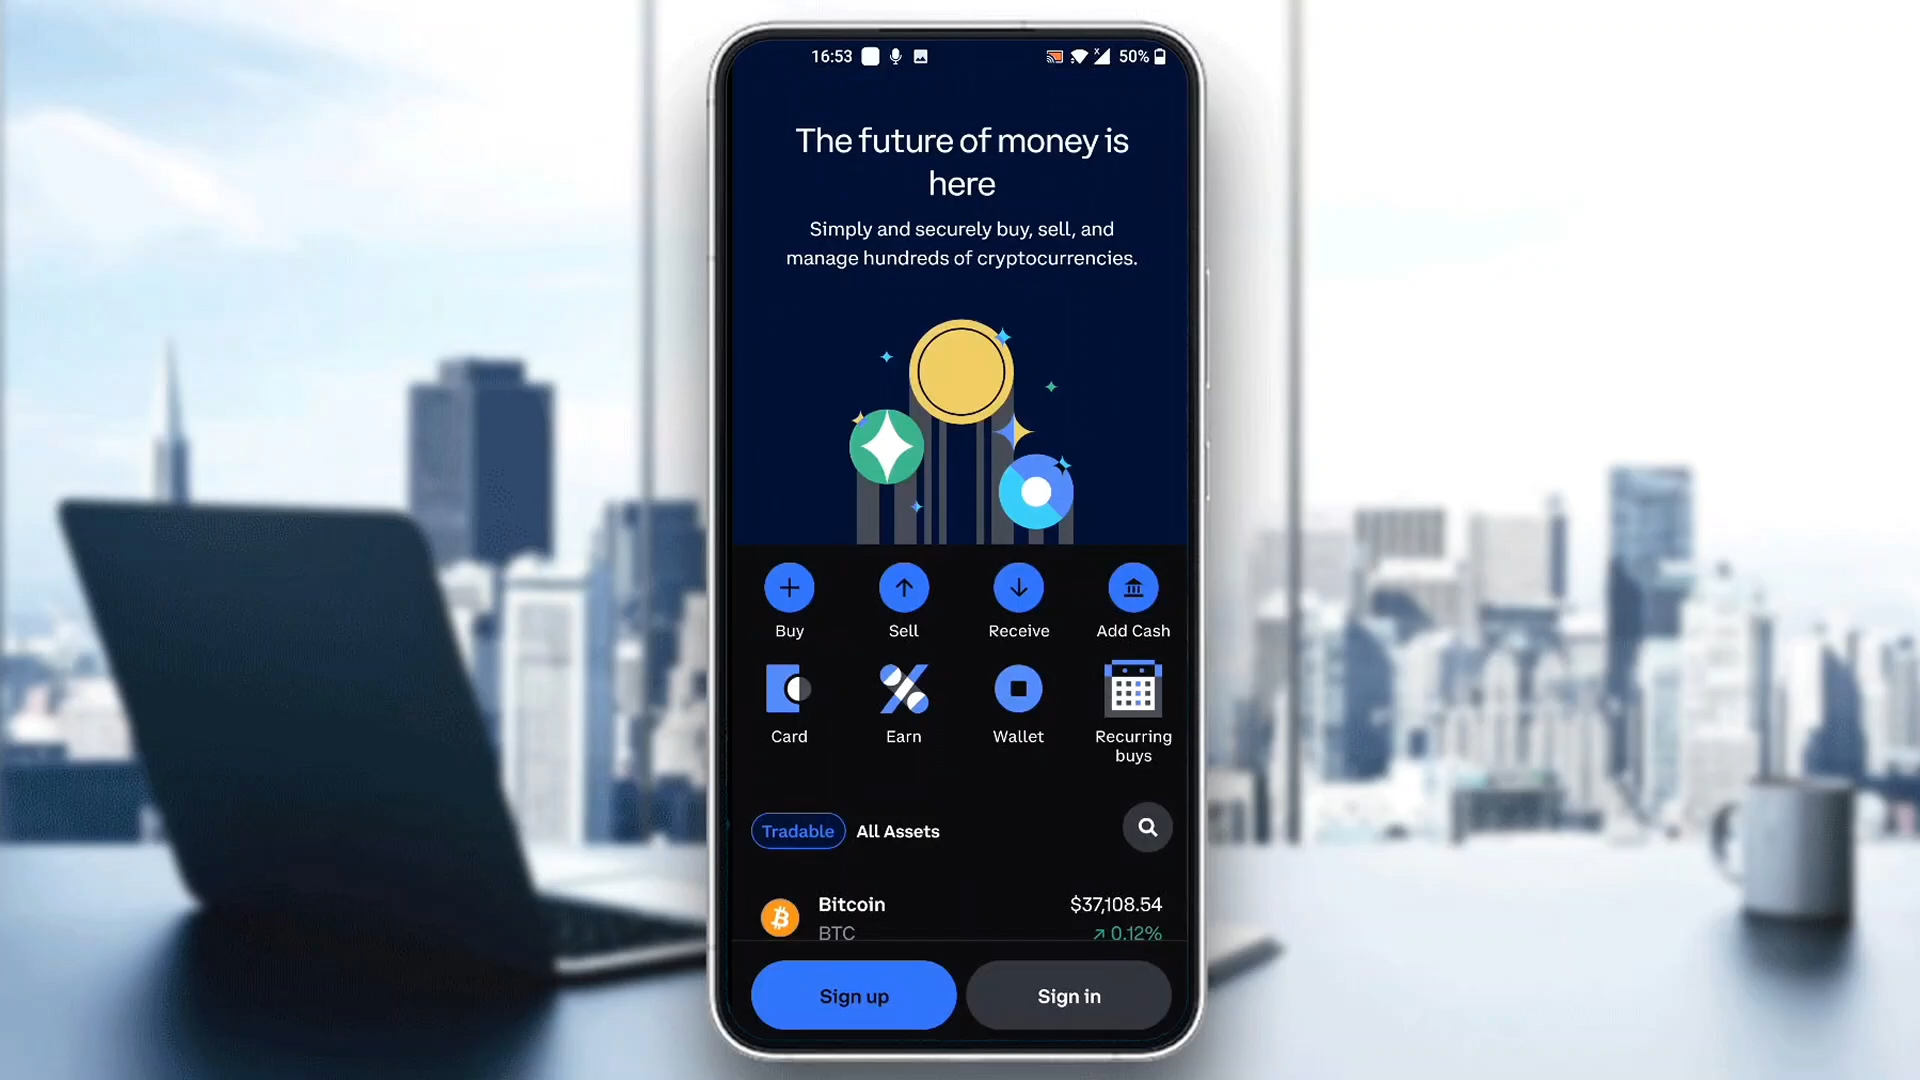 16:53
50%
The future of money is
here
Simply and securely buy, sell, and
manage hundreds of cryptocurrencies.
Buy
Sell
Receive
Add Cash
Card
Earn
Wallet
Recurring
buys
Tradable
All Assets
Bitcoin
$37,108.54
BTC
↗ 0.12%
Sign up
Sign in